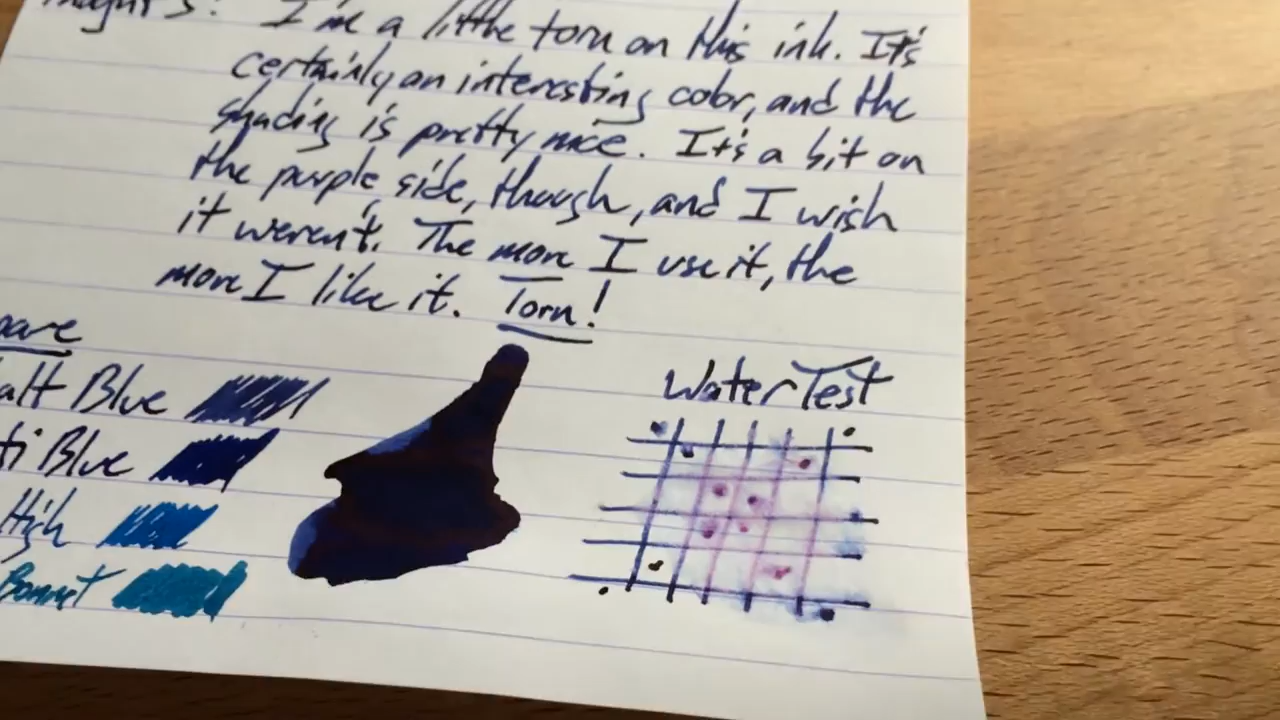 I'm a little torn on this ink. It's
certainly an interesting color, and the
shading is pretty nice. It's a bit on
the purple side, though, and I wish
it weren't. The more I use it, the
more I like it. Torn!
Blue
Water Test
Blue
High
Bonnet